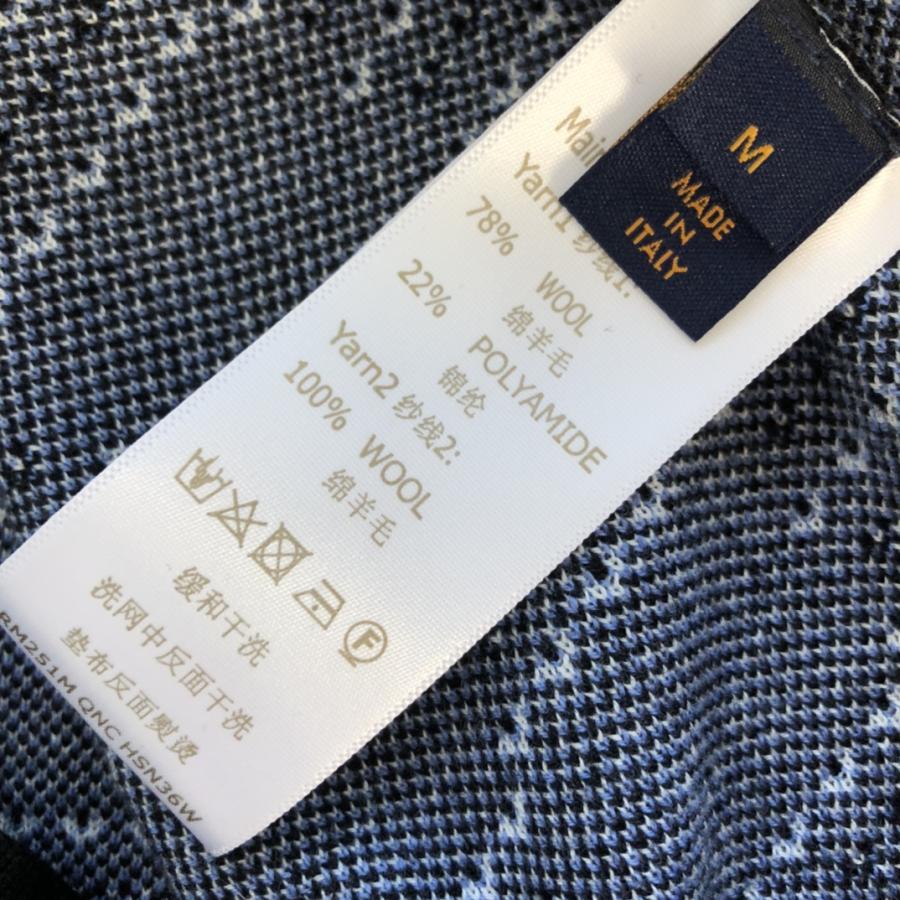 M
MADE
IN
ITALY
Main
Yarn1 纱线1:
78% WOOL
绵羊毛
22% POLYAMIDE
锦纶
Yarn2 纱线2:
100% WOOL
绵羊毛
F
缓和干洗
洗网中反面干洗
垫布反面熨烫
RM251M QNC HSN36W